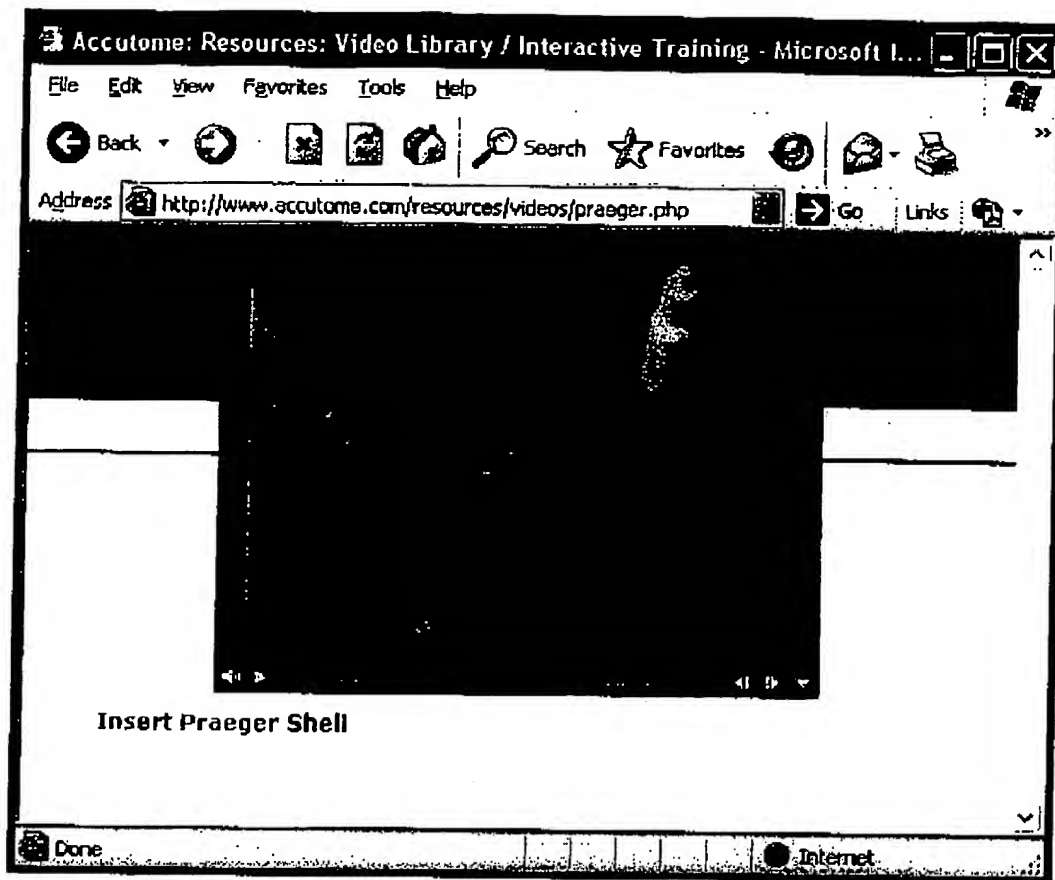 Accutome: Resources: Video Library / Interactive Training - Microsoft I...
File Edit View Favorites Tools Help
Back Search Favorites
Address http://www.accutome.com/resources/videos/praeger.php Go Links
Insert Praeger Shell
Done Internet